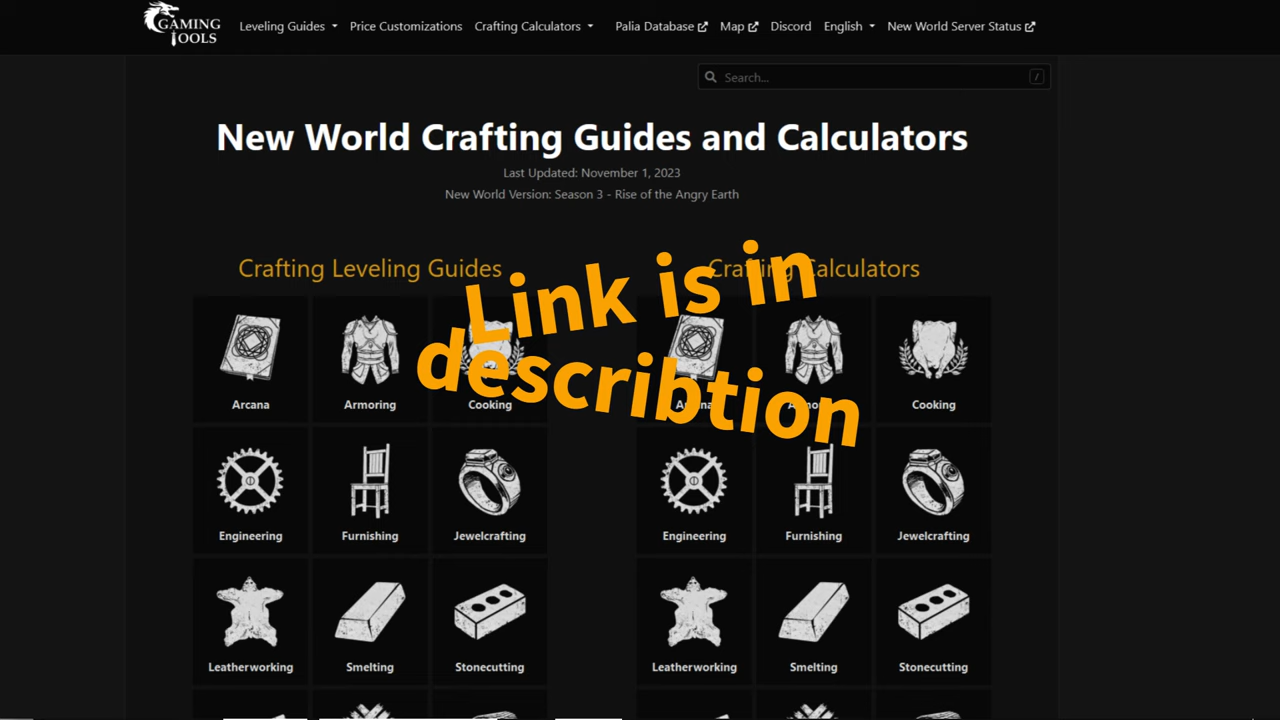 GAMING TOOLS
Leveling Guides Price Customizations Crafting Calculators Palia Database Map Discord English New World Server Status
Search... /
New World Crafting Guides and Calculators
Last Updated: November 1, 2023
New World Version: Season 3 - Rise of the Angry Earth
Crafting Leveling Guides Crafting Calculators
Link is in
describtion
Arcana Armoring Cooking Arcana Armoring Cooking
Engineering Furnishing Jewelcrafting Engineering Furnishing Jewelcrafting
Leatherworking Smelting Stonecutting Leatherworking Smelting Stonecutting